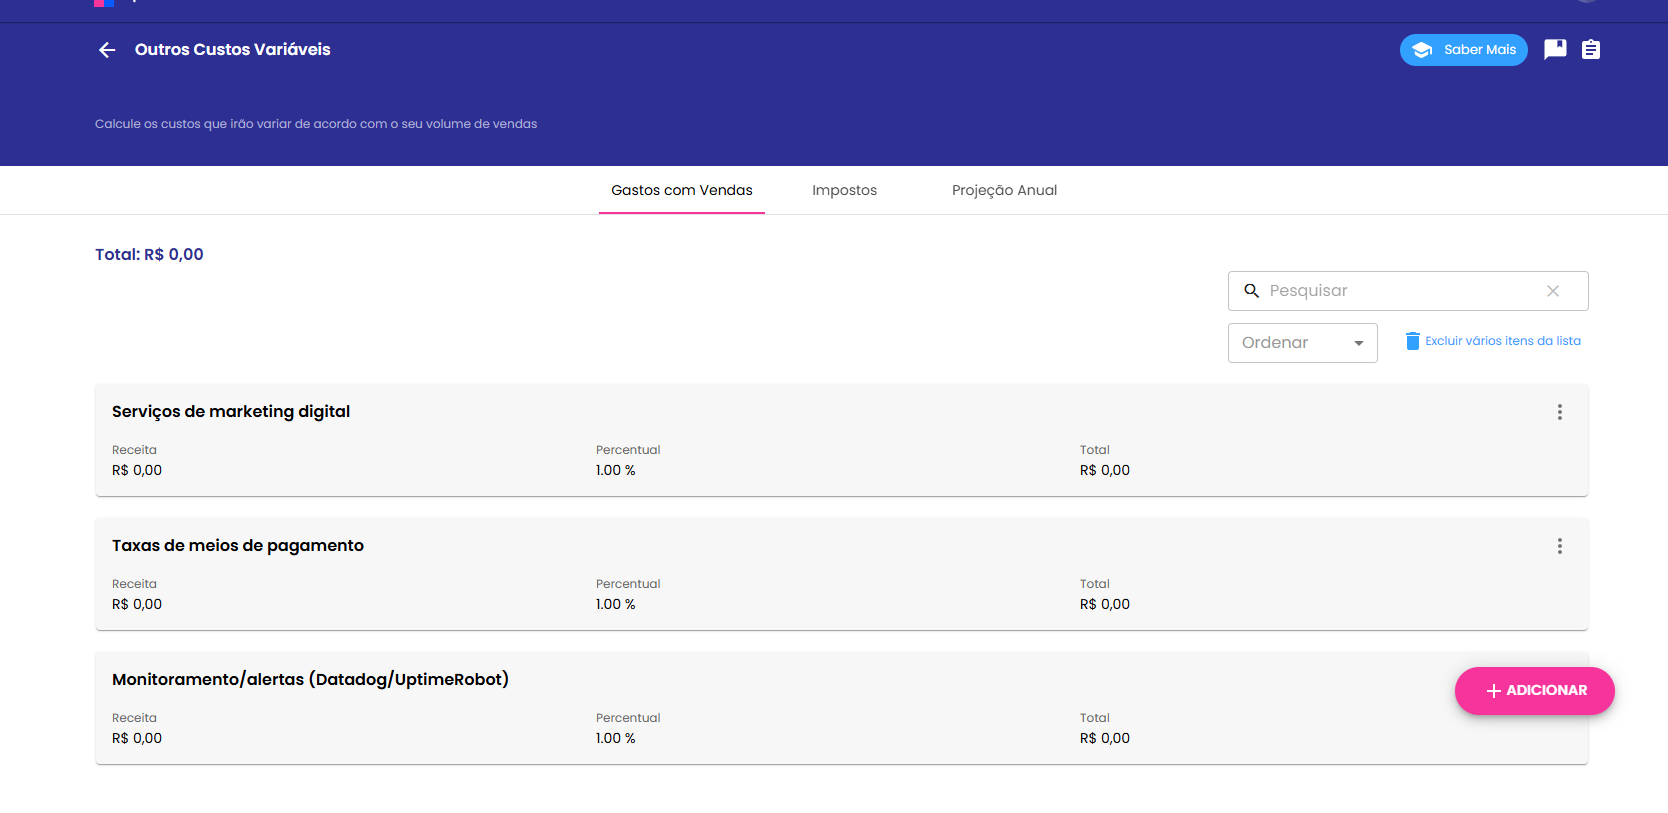 Outros Custos Variáveis
Saber Mais
Calcule os custos que irão variar de acordo com o seu volume de vendas
Gastos com Vendas
Impostos
Projeção Anual
Total: R$ 0,00
Pesquisar
Ordenar
Excluir vários itens da lista
Serviços de marketing digital
Receita
Percentual
Total
R$ 0,00
1.00 %
R$ 0,00
Taxas de meios de pagamento
Receita
Percentual
Total
R$ 0,00
1.00 %
R$ 0,00
Monitoramento/alertas (Datadog/UptimeRobot)
ADICIONAR
Receita
Percentual
Total
R$ 0,00
1.00 %
R$ 0,00